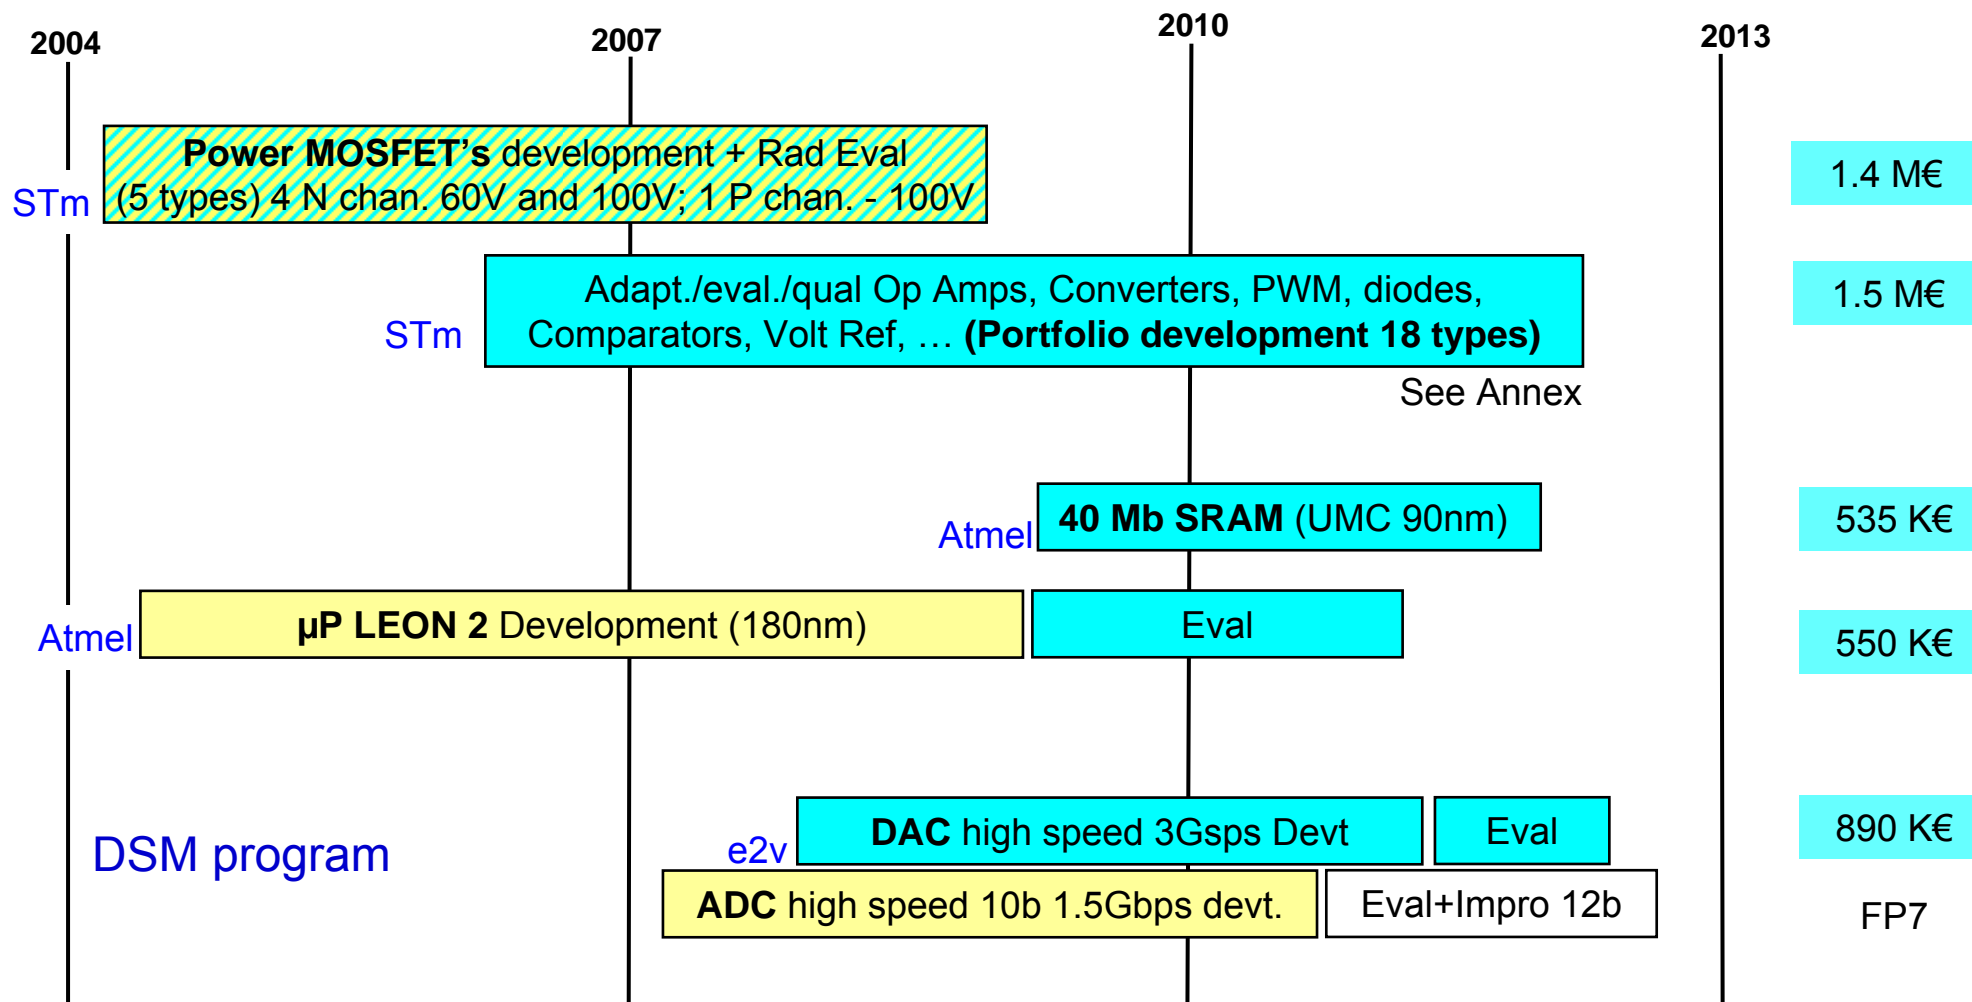 2004 2007 2010 2013
Power MOSFET's development + Rad Eval
STm (5 types) 4 N chan. 60V and 100V; 1 P chan. - 100V
1.4 M€
Adapt./eval./qual Op Amps, Converters, PWM, diodes,
STm Comparators, Volt Ref, … (Portfolio development 18 types)
1.5 M€
See Annex
Atmel 40 Mb SRAM (UMC 90nm) 535 K€
Atmel µP LEON 2 Development (180nm) Eval 550 K€
DSM program
e2v DAC high speed 3Gsps Devt Eval 890 K€
ADC high speed 10b 1.5Gbps devt. Eval+Impro 12b FP7